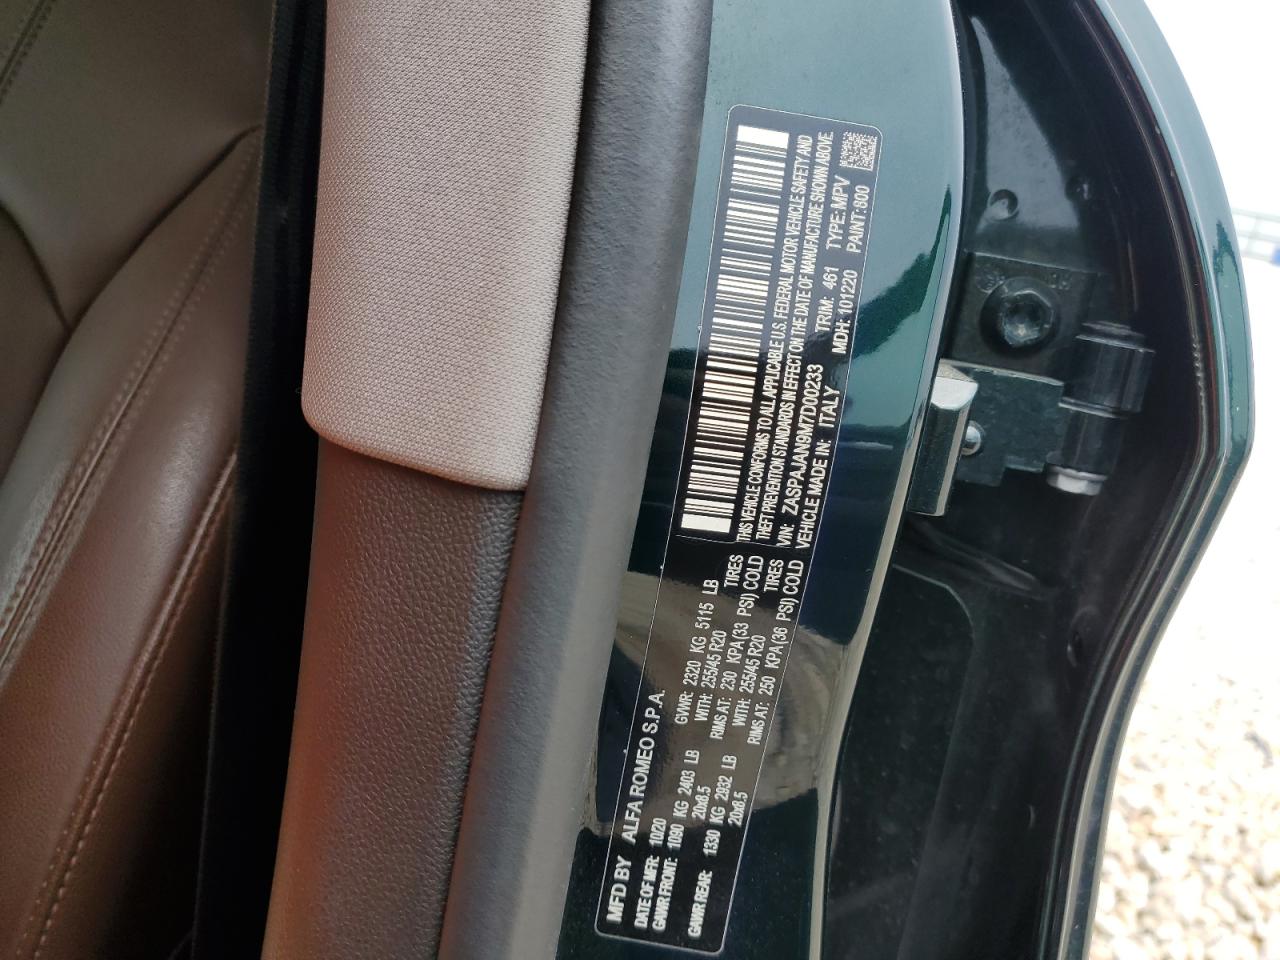 MFD BY ALFA ROMEO S.P.A.
DATE OF MFR: 10/20 GVWR: 2320 KG 5115 LB
GAWR FRONT: 1090 KG 2403 LB WITH: 255/45 R20 TIRES
20x8.5 RIMS AT: 230 KPA (33 PSI) COLD
GAWR REAR: 1330 KG 2932 LB WITH: 255/45 R20 TIRES
20x8.5 RIMS AT: 250 KPA (36 PSI) COLD
THIS VEHICLE CONFORMS TO ALL APPLICABLE U.S. FEDERAL MOTOR VEHICLE SAFETY AND
THEFT PREVENTION STANDARDS IN EFFECT ON THE DATE OF MANUFACTURE SHOWN ABOVE.
VIN: ZASPAJAN9M7D00233 TRIM: 461 TYPE: MPV
VEHICLE MADE IN: ITALY MDH: 101220 PAINT: 800